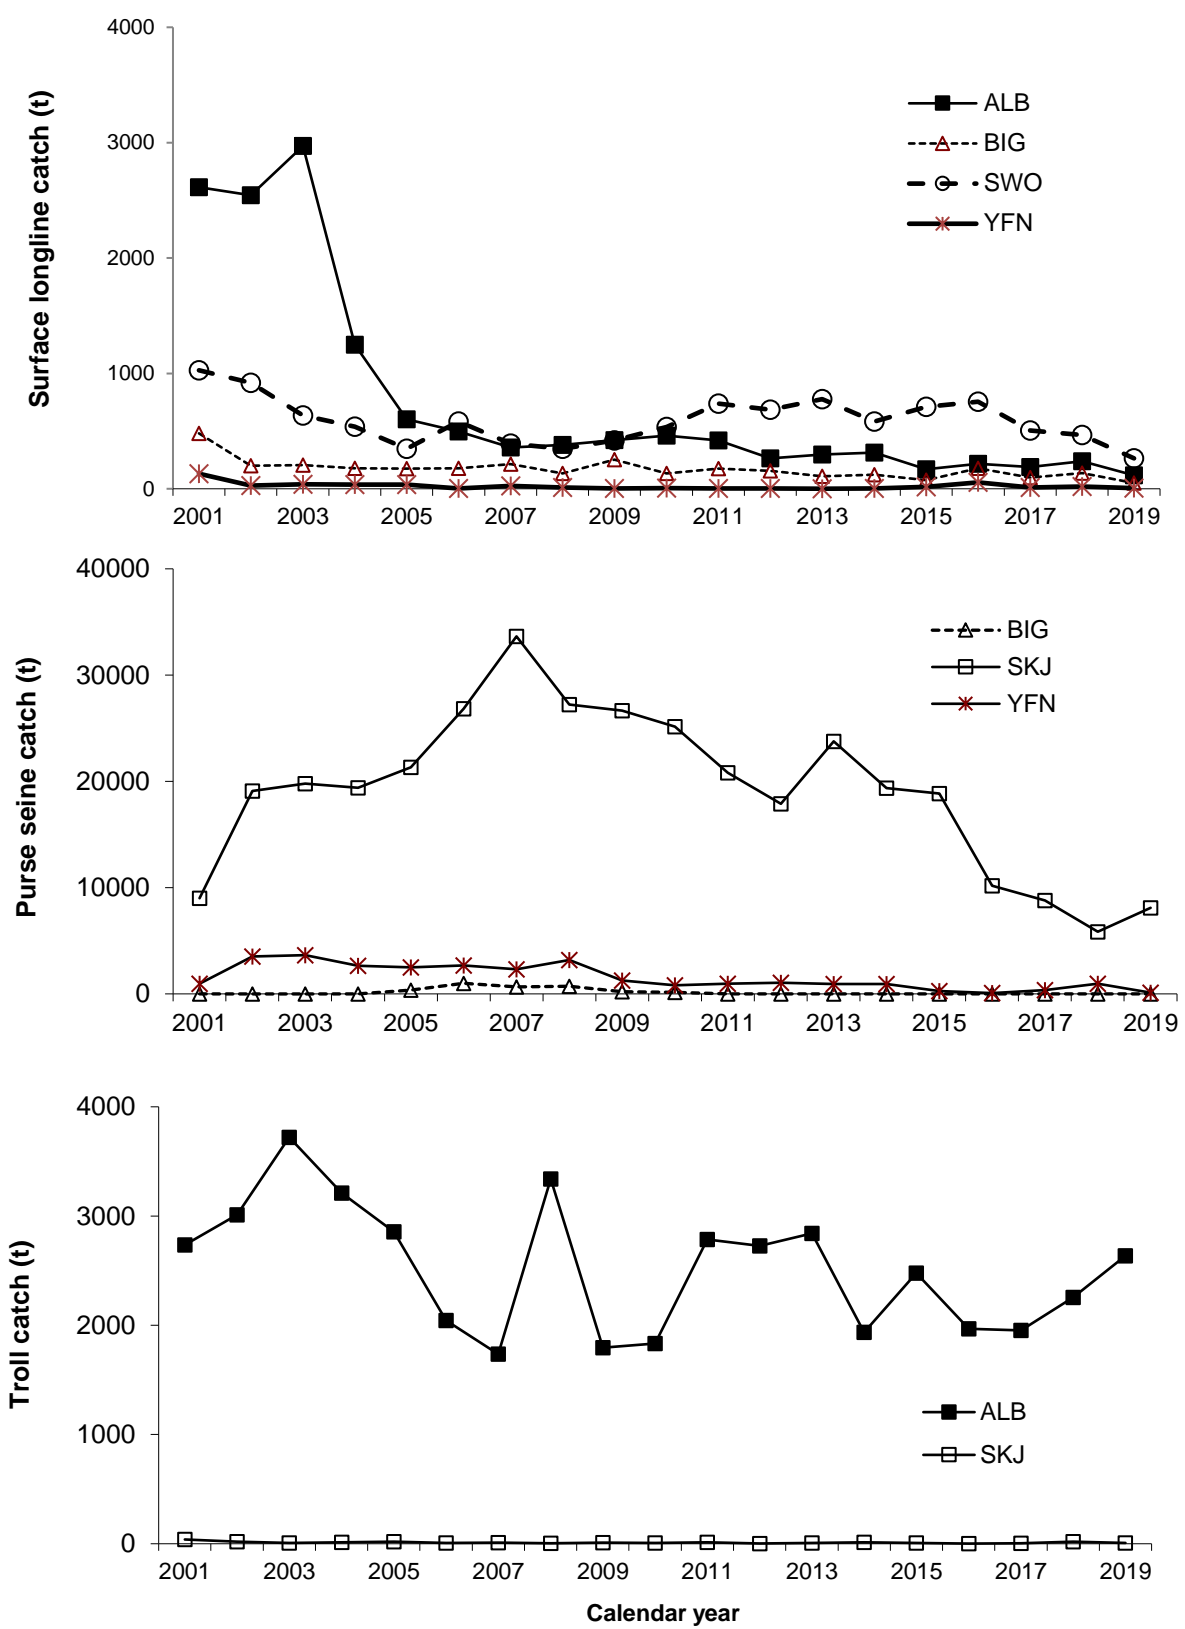 Surface longline catch (t)
4000
3000
2000
1000
0
ALB
BIG
SWO
YFN
2001 2003 2005 2007 2009 2011 2013 2015 2017 2019
Purse seine catch (t)
40000
30000
20000
10000
0
BIG
SKJ
YFN
2001 2003 2005 2007 2009 2011 2013 2015 2017 2019
Troll catch (t)
4000
3000
2000
1000
0
ALB
SKJ
2001 2003 2005 2007 2009 2011 2013 2015 2017 2019
Calendar year